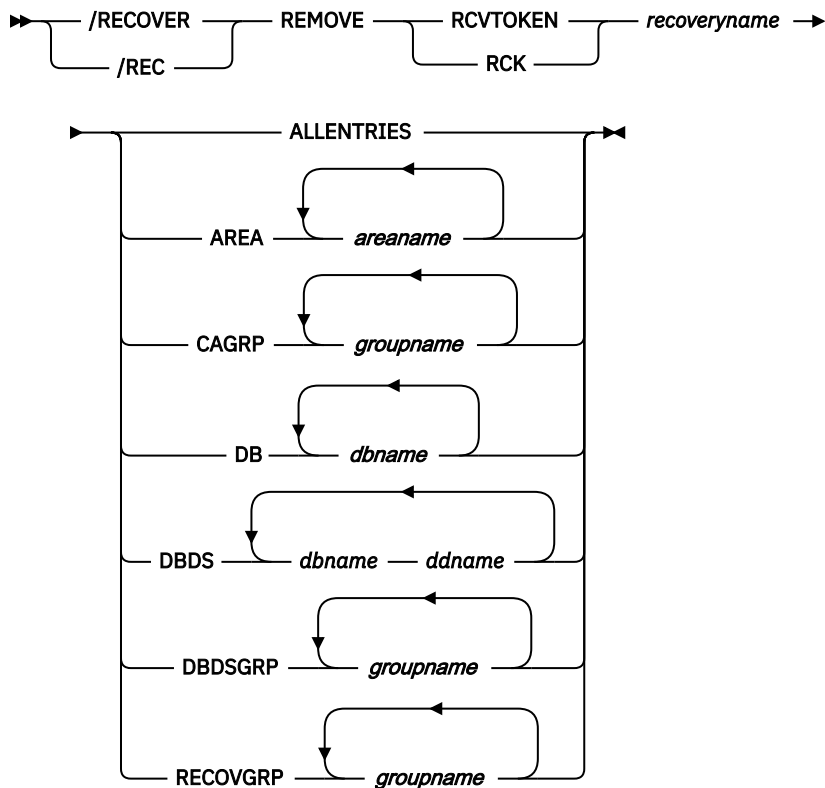 /RECOVER REMOVE RCVTOKEN recoveryname
/REC RCK
ALLENTRIES
AREA areaname
CAGRP groupname
DB dbname
DBDS dbname ddname
DBDSGRP groupname
RECOVGRP groupname